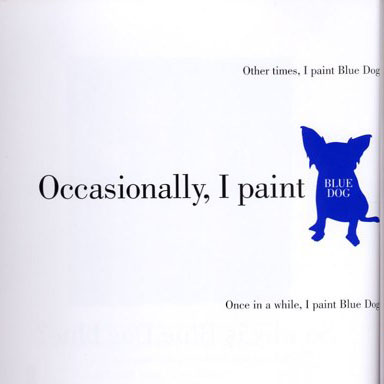 Other times, I paint Blue Dog
Occasionally, I paint
BLUE
DOG
Once in a while, I paint Blue Dog